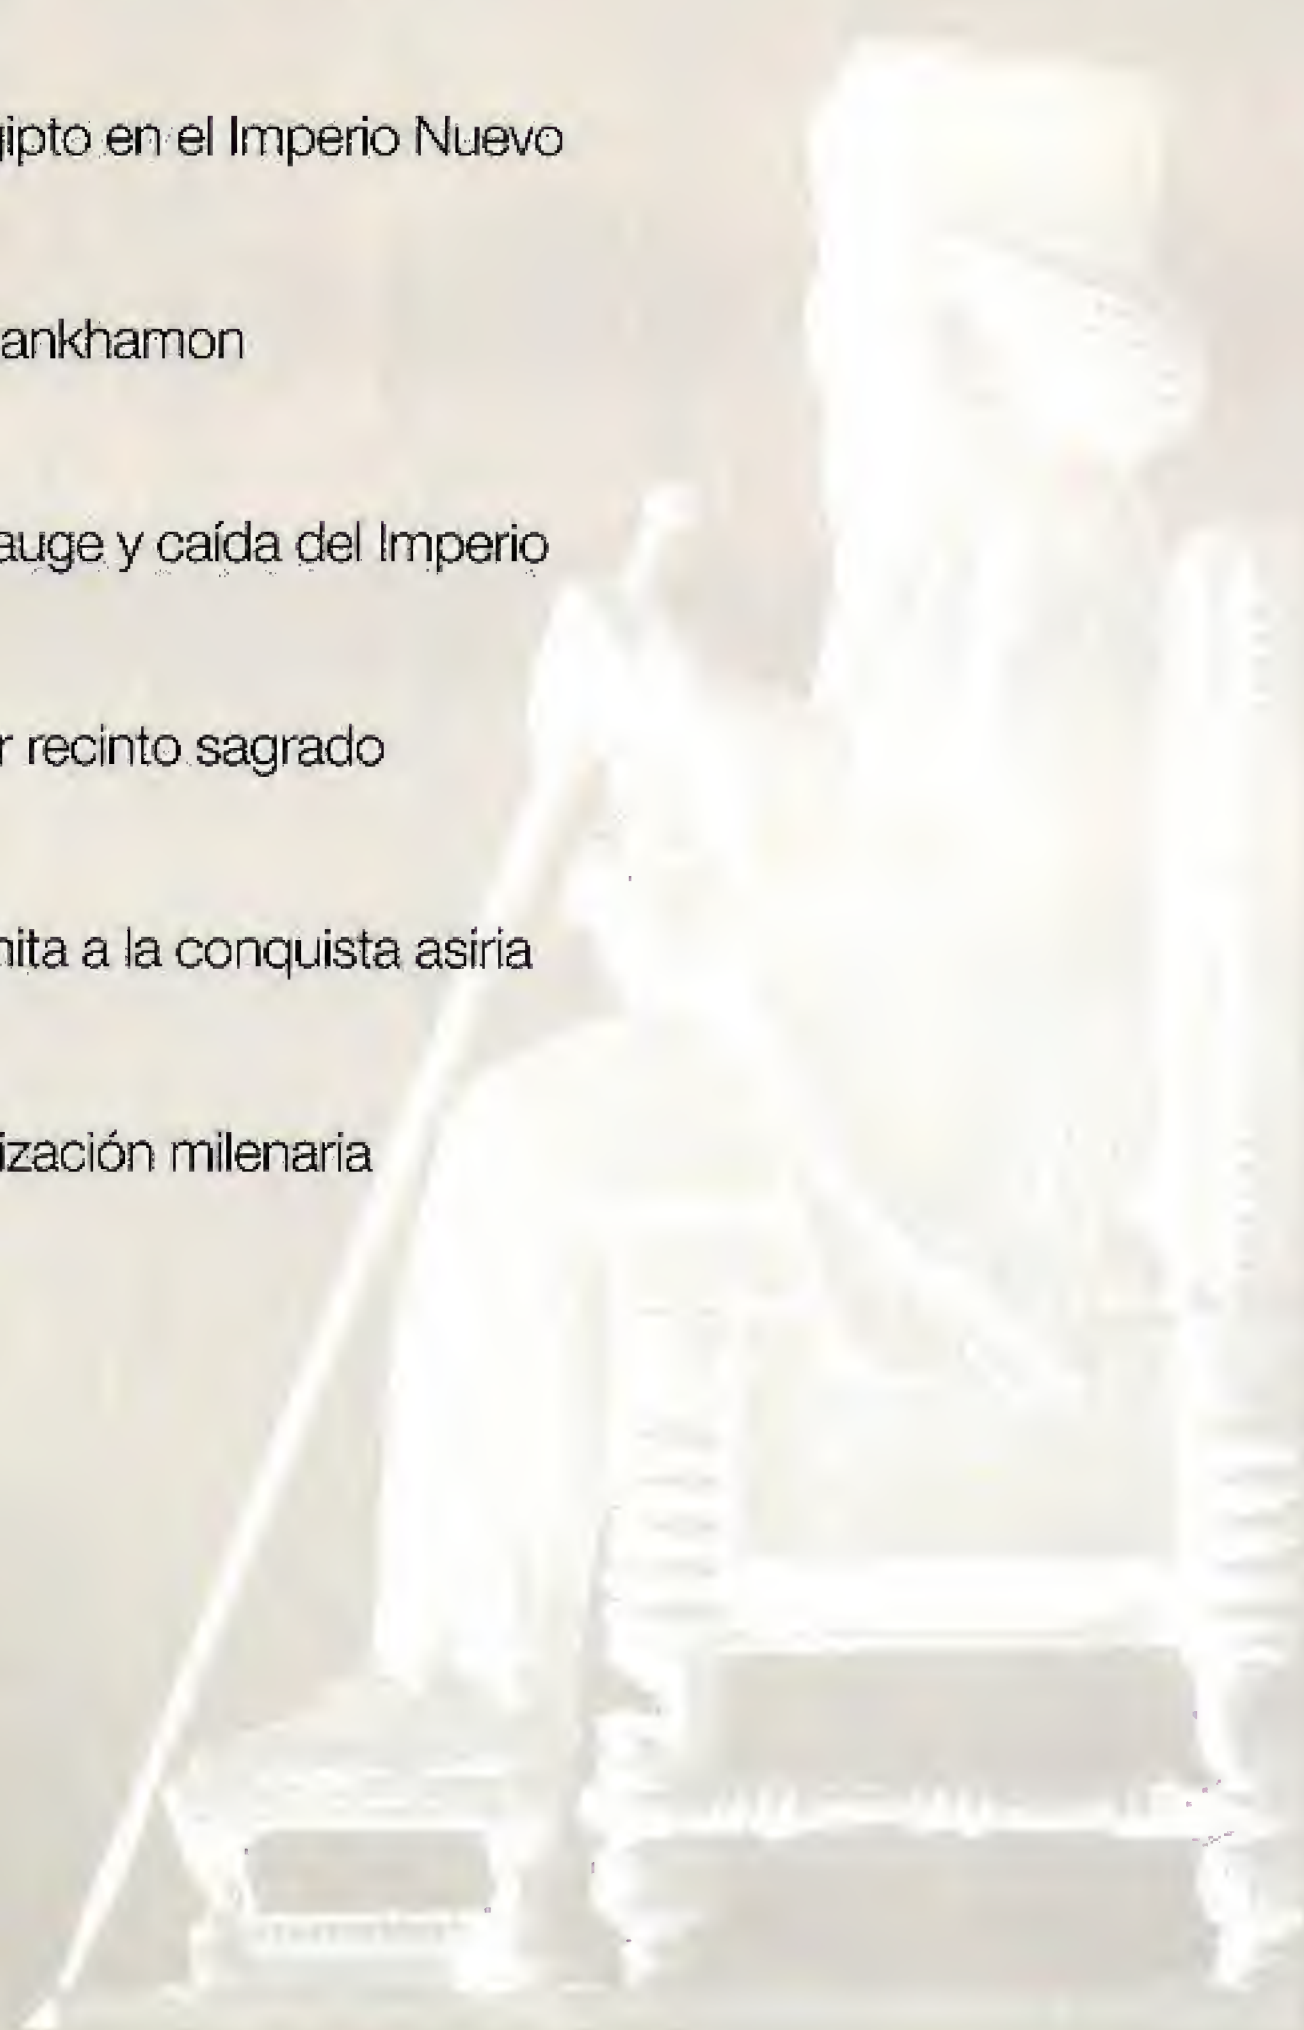 gipto en el Imperio Nuevo
ankhamon
auge y caída del Imperio
r recinto sagrado
nita a la conquista asiria
ización milenaria